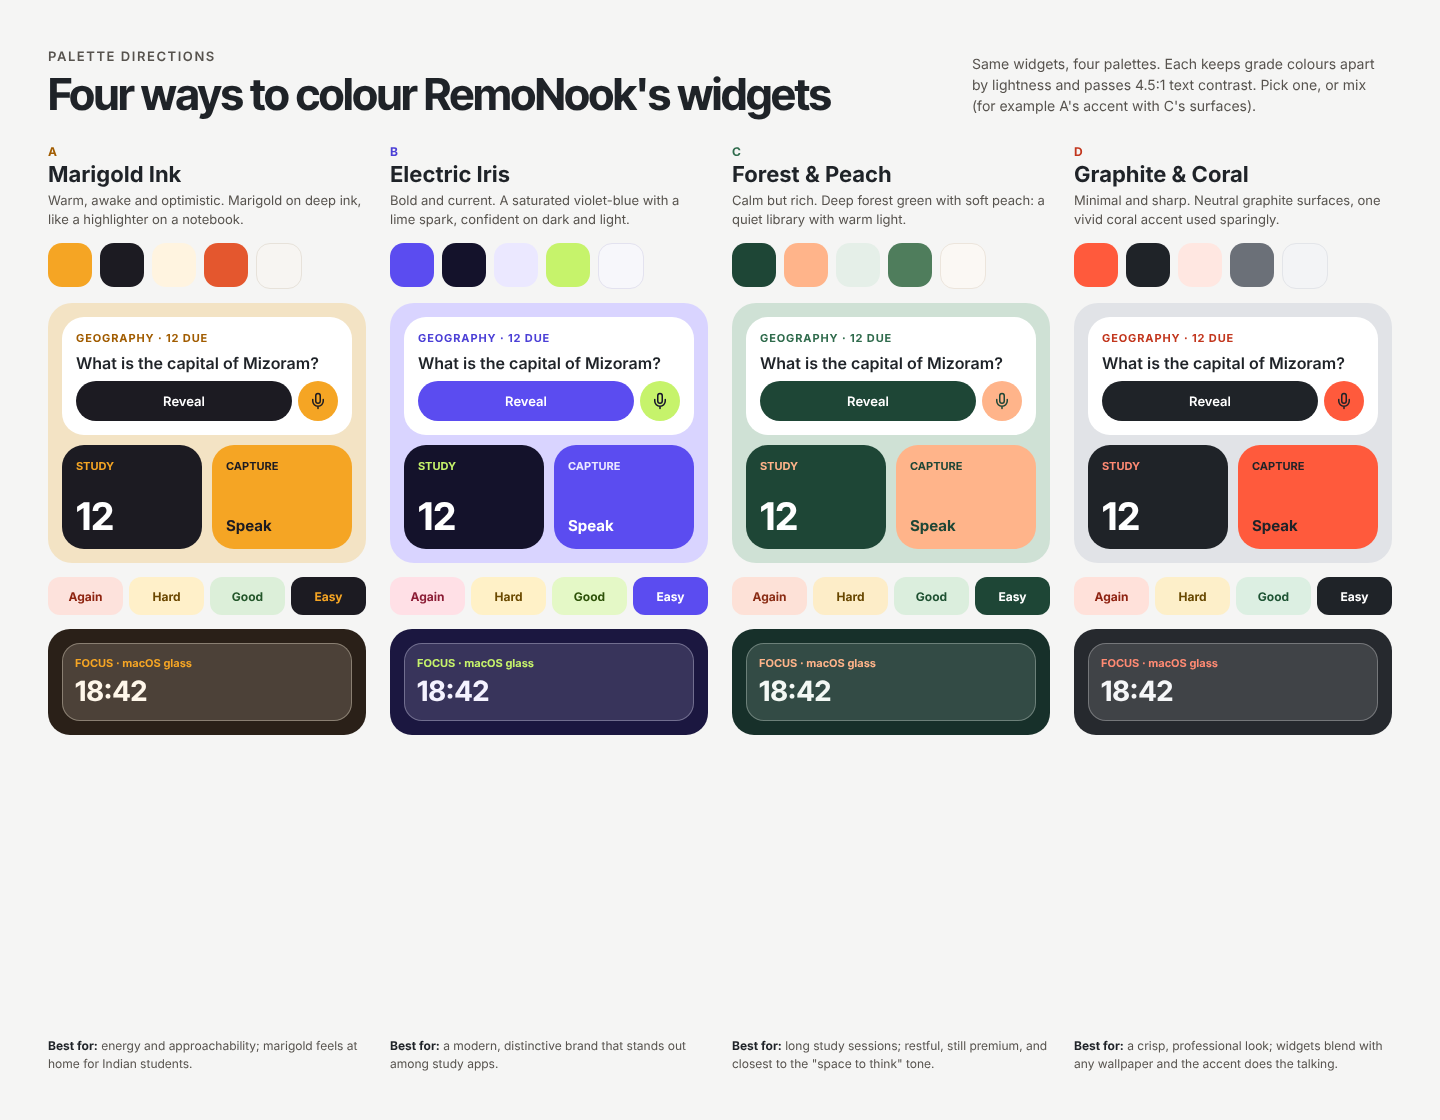 PALETTE DIRECTIONS
Four ways to colour RemoNook's widgets
Same widgets, four palettes. Each keeps grade colours apart
by lightness and passes 4.5:1 text contrast. Pick one, or mix
(for example A's accent with C's surfaces).
A
Marigold Ink
Warm, awake and optimistic. Marigold on deep ink,
like a highlighter on a notebook.
GEOGRAPHY · 12 DUE
What is the capital of Mizoram?
Reveal
STUDY
12
CAPTURE
Speak
Again
Hard
Good
Easy
FOCUS · macOS glass
18:42
Best for: energy and approachability; marigold feels at
home for Indian students.
B
Electric Iris
Bold and current. A saturated violet-blue with a
lime spark, confident on dark and light.
GEOGRAPHY · 12 DUE
What is the capital of Mizoram?
Reveal
STUDY
12
CAPTURE
Speak
Again
Hard
Good
Easy
FOCUS · macOS glass
18:42
Best for: a modern, distinctive brand that stands out
among study apps.
C
Forest & Peach
Calm but rich. Deep forest green with soft peach: a
quiet library with warm light.
GEOGRAPHY · 12 DUE
What is the capital of Mizoram?
Reveal
STUDY
12
CAPTURE
Speak
Again
Hard
Good
Easy
FOCUS · macOS glass
18:42
Best for: long study sessions; restful, still premium, and
closest to the "space to think" tone.
D
Graphite & Coral
Minimal and sharp. Neutral graphite surfaces, one
vivid coral accent used sparingly.
GEOGRAPHY · 12 DUE
What is the capital of Mizoram?
Reveal
STUDY
12
CAPTURE
Speak
Again
Hard
Good
Easy
FOCUS · macOS glass
18:42
Best for: a crisp, professional look; widgets blend with
any wallpaper and the accent does the talking.